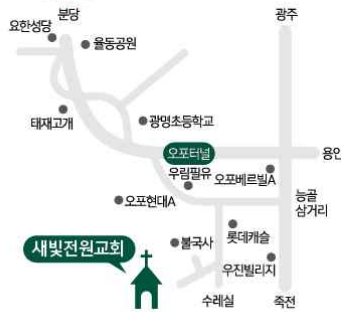 분당
광주
요한성당
율동공원
태재고개
광명초등학교
오포터널
용인
우림필유
오포베르빌A
오포현대A
능골
삼거리
롯데캐슬
불국사
새빛전원교회
우진빌리지
수레실
죽전